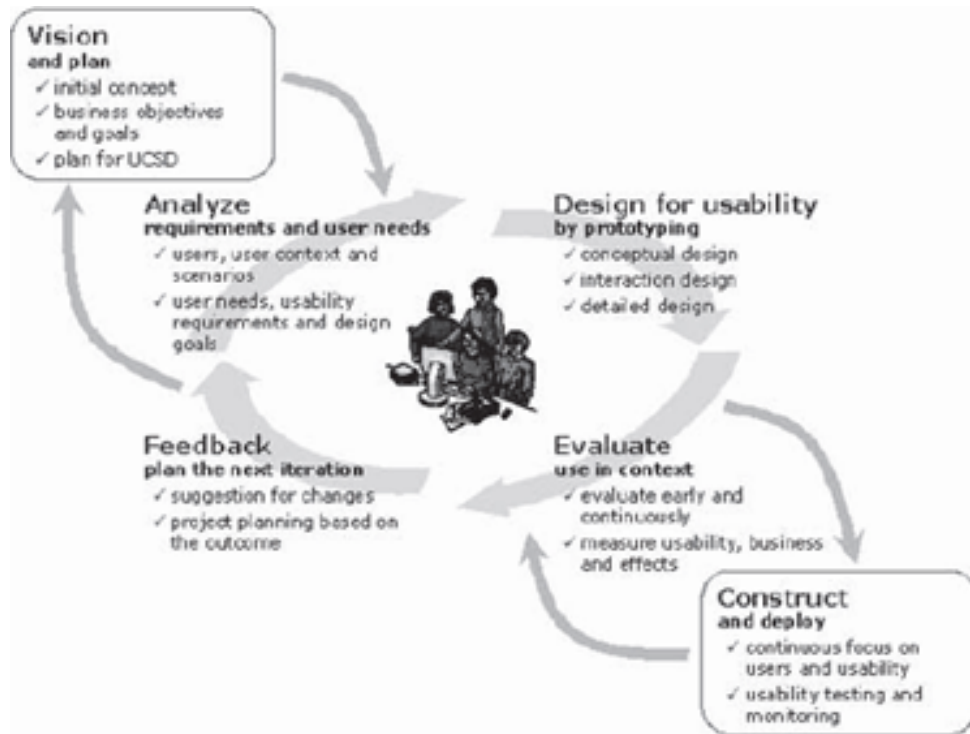 Vision
and plan
✓ initial concept
✓ business objectives
and goals
✓ plan for UCSD
Analyze
requirements and user needs
✓ users, user context and
scenarios
✓ user needs, usability
requirements and design
goals
Design for usability
by prototyping
✓ conceptual design
✓ interaction design
✓ detailed design
Evaluate
use in context
✓ evaluate early and
continuously
✓ measure usability, business
and effects
Feedback
plan the next iteration
✓ suggestion for changes
✓ project planning based on
the outcome
Construct
and deploy
✓ continuous focus on
users and usability
✓ usability testing and
monitoring